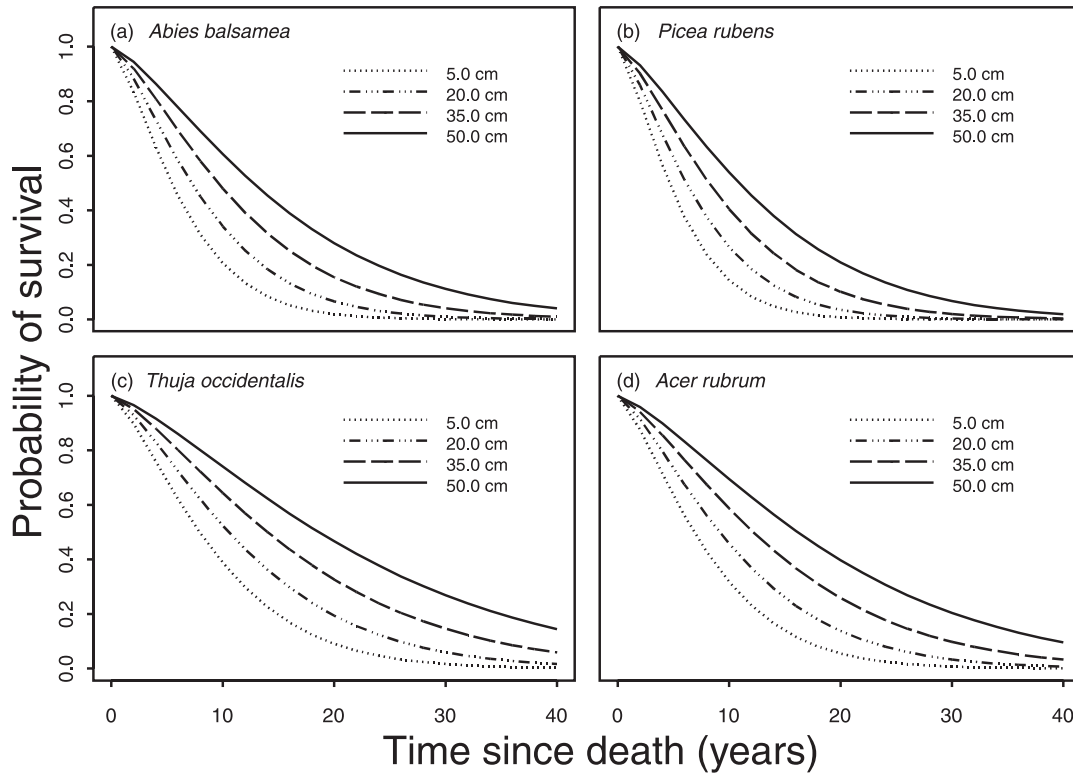 (a) Abies balsamea
5.0 cm
20.0 cm
35.0 cm
50.0 cm
(b) Picea rubens
5.0 cm
20.0 cm
35.0 cm
50.0 cm
1.0
0.8
0.6
0.4
0.2
0.0
(c) Thuja occidentalis
5.0 cm
20.0 cm
35.0 cm
50.0 cm
(d) Acer rubrum
5.0 cm
20.0 cm
35.0 cm
50.0 cm
1.0
0.8
0.6
0.4
0.2
0.0
Probability of survival
0 10 20 30 40 0 10 20 30 40
Time since death (years)